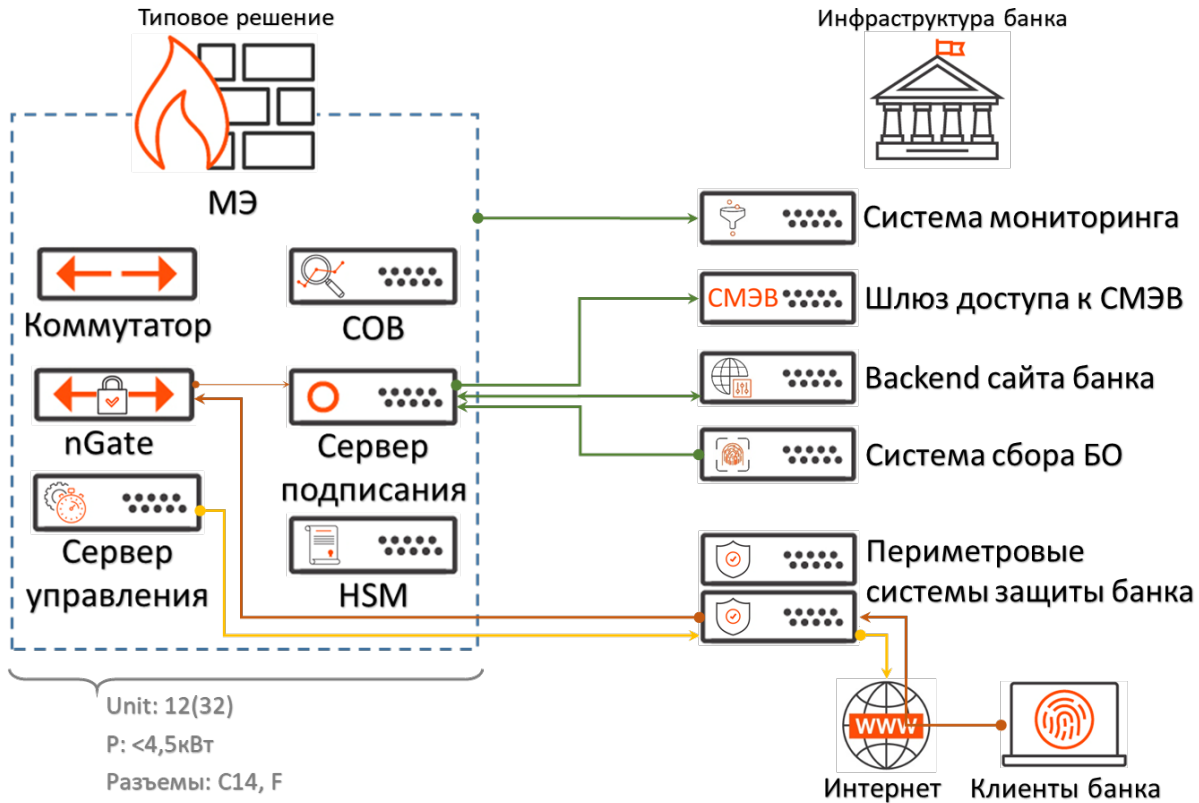 Типовое решение
Инфраструктура банка
МЭ
Система мониторинга
Коммутатор
СОВ
СМЭВ
Шлюз доступа к СМЭВ
Backend сайта банка
nGate
Сервер
подписания
Система сбора БО
Сервер
управления
HSM
Периметровые
системы защиты банка
Unit: 12(32)
P: <4,5кВт
Разъемы: C14, F
WWW
Интернет
Клиенты банка